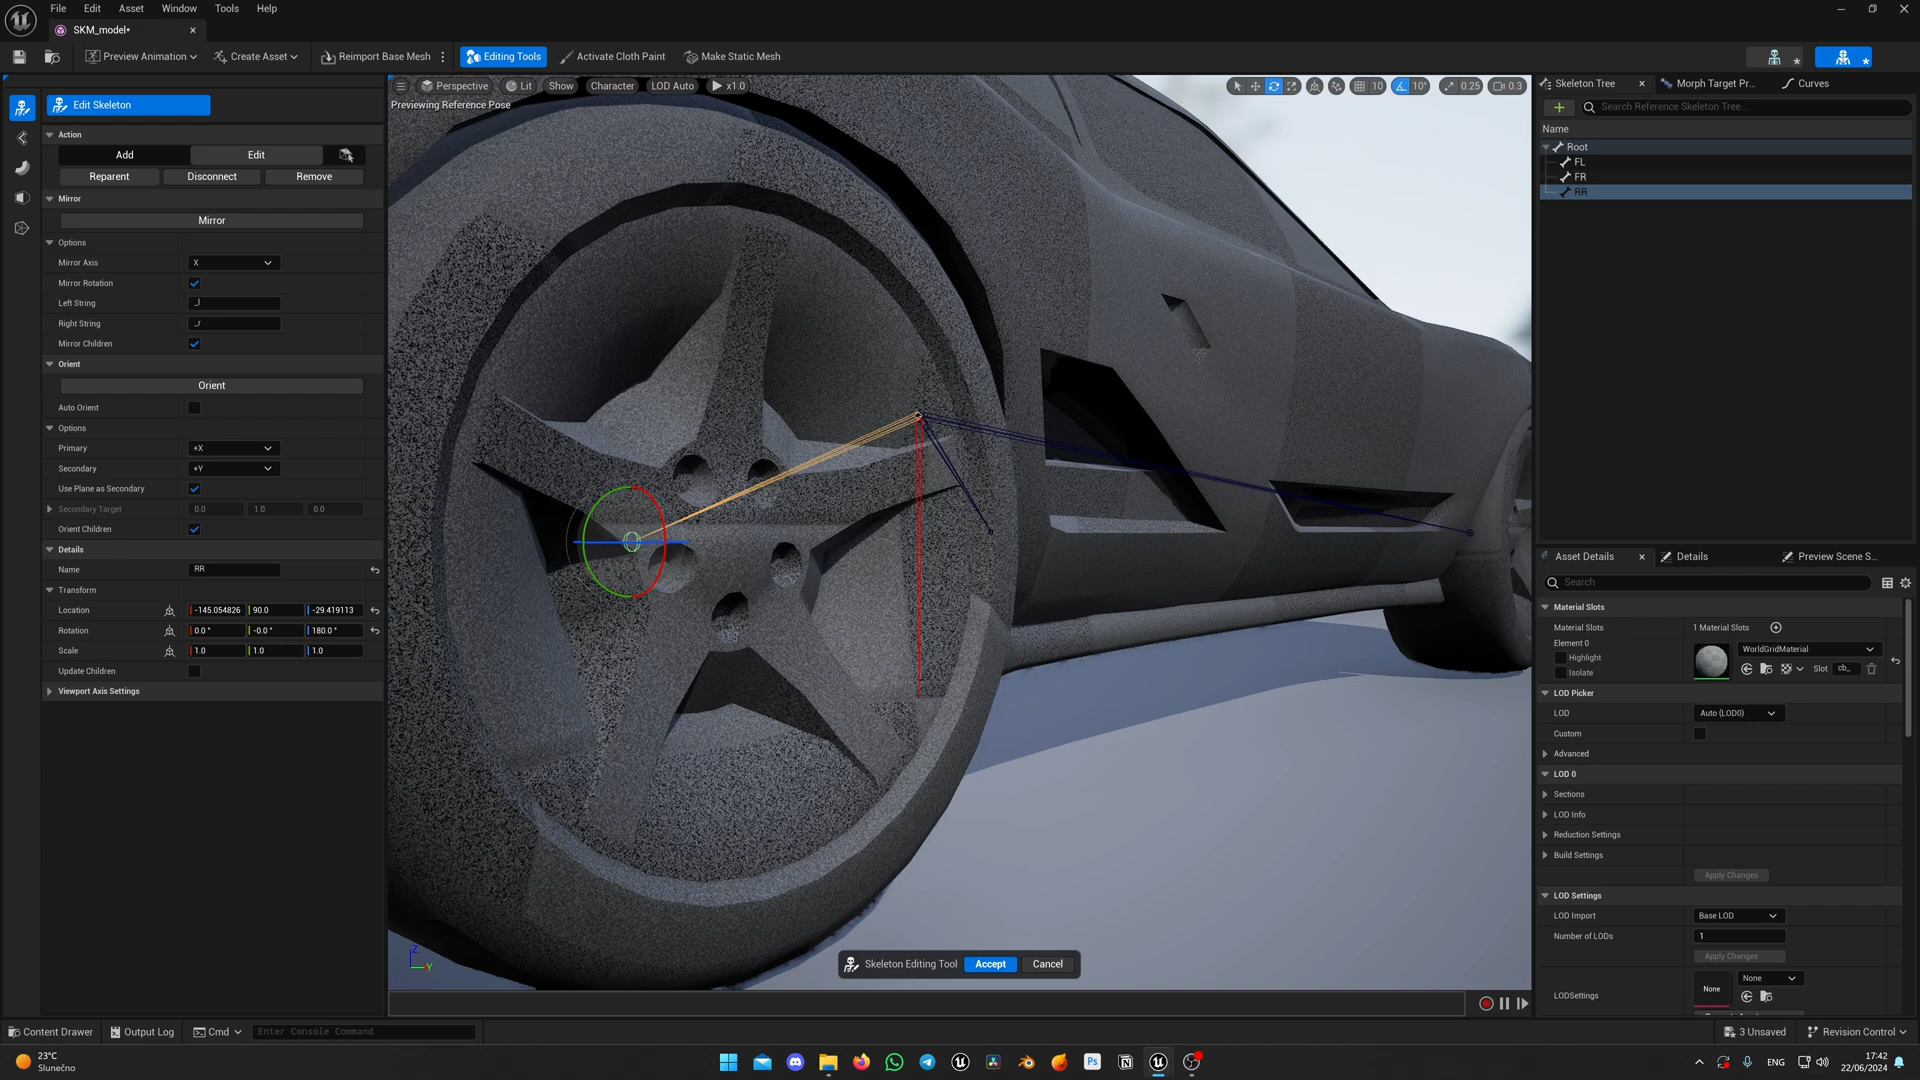 File Edit Asset Window Tools Help
SKM_model•
Preview Animation Create Asset Reimport Base Mesh Editing Tools Activate Cloth Paint Make Static Mesh
Edit Skeleton
Action
Add Edit
Reparent Disconnect Remove
Mirror
Mirror
Options
Mirror Axis X
Mirror Rotation
Left String _l
Right String _r
Mirror Children
Orient
Orient
Auto Orient
Options
Primary +X
Secondary +Y
Use Plane as Secondary
Secondary Target 0.0 1.0 0.0
Orient Children
Details
Name RR
Transform
Location -145.054826 90.0 -29.419113
Rotation 0.0 ° -0.0 ° 180.0 °
Scale 1.0 1.0 1.0
Update Children
Viewport Axis Settings
Perspective Lit Show Character LOD Auto x1.0 10 10° 0.25 0.3
Previewing Reference Pose
Z
Y
Skeleton Editing Tool Accept Cancel
Skeleton Tree Morph Target Pr... Curves
Search Reference Skeleton Tree...
Name
Root
FL
FR
RR
Asset Details Details Preview Scene S...
Search
Material Slots
Material Slots 1 Material Slots
Element 0
Highlight
Isolate
WorldGridMaterial
Slot cb_
LOD Picker
LOD Auto (LOD0)
Custom
Advanced
LOD 0
Sections
LOD Info
Reduction Settings
Build Settings
Apply Changes
LOD Settings
LOD Import Base LOD
Number of LODs 1
Apply Changes
LODSettings None None
Content Drawer Output Log Cmd Enter Console Command 3 Unsaved Revision Control
23°C
Slunečno
Ps
ENG
17:42
22/06/2024